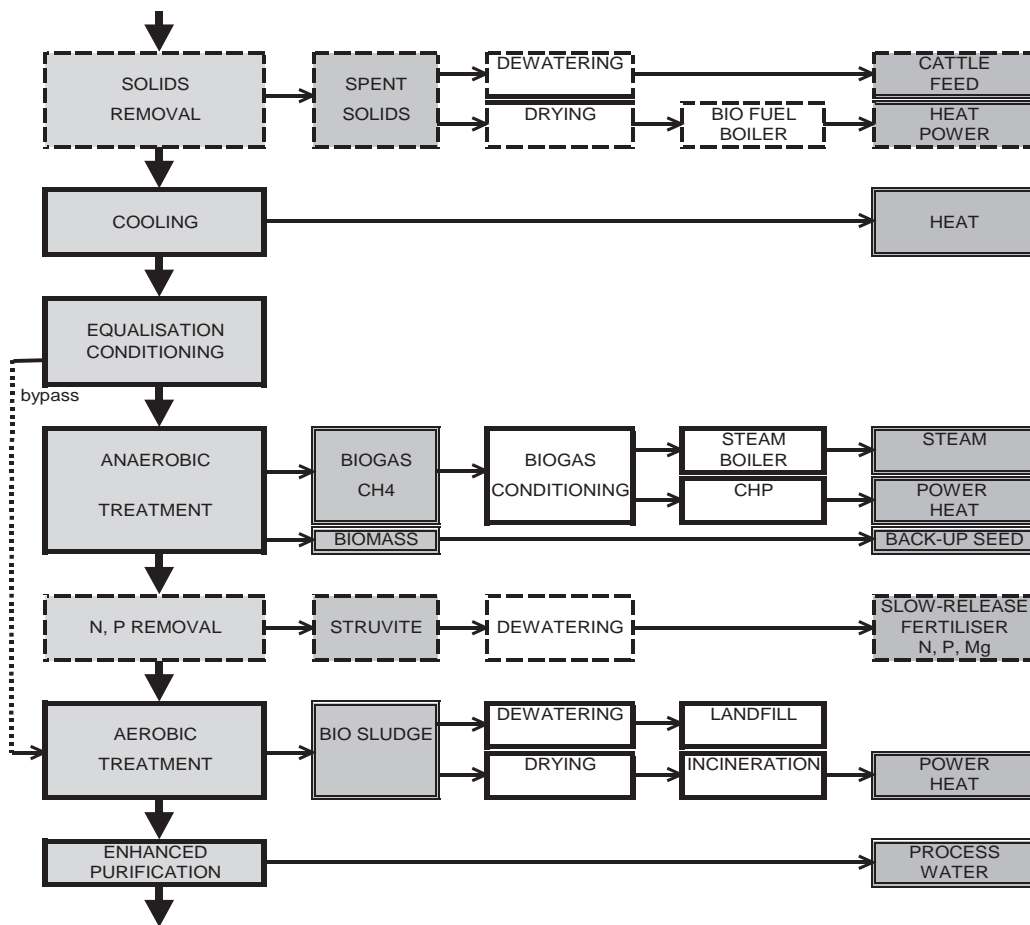 SOLIDS
REMOVAL
SPENT
SOLIDS
DEWATERING
CATTLE
FEED
DRYING
BIO FUEL
BOILER
HEAT
POWER
COOLING
HEAT
EQUALISATION
CONDITIONING
bypass
ANAEROBIC
TREATMENT
BIOGAS
CH4
BIOGAS
CONDITIONING
STEAM
BOILER
STEAM
CHP
POWER
HEAT
BIOMASS
BACK-UP SEED
N, P REMOVAL
STRUVITE
DEWATERING
SLOW-RELEASE
FERTILISER
N, P, Mg
AEROBIC
TREATMENT
BIO SLUDGE
DEWATERING
LANDFILL
DRYING
INCINERATION
POWER
HEAT
ENHANCED
PURIFICATION
PROCESS
WATER